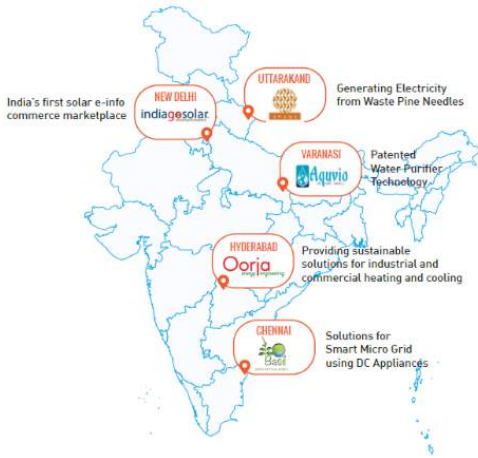 UTTARAKAND
Generating Electricity
from Waste Pine Needles
NEW DELHI
indiagosolar
India's first solar e-info
commerce marketplace
VARANASI
Aquvio
Patented
Water Purifier
Technology
HYDERABAD
Oorja
energy engineering
Providing sustainable
solutions for industrial and
commercial heating and cooling
CHENNAI
Basil
Solutions for
Smart Micro Grid
using DC Appliances